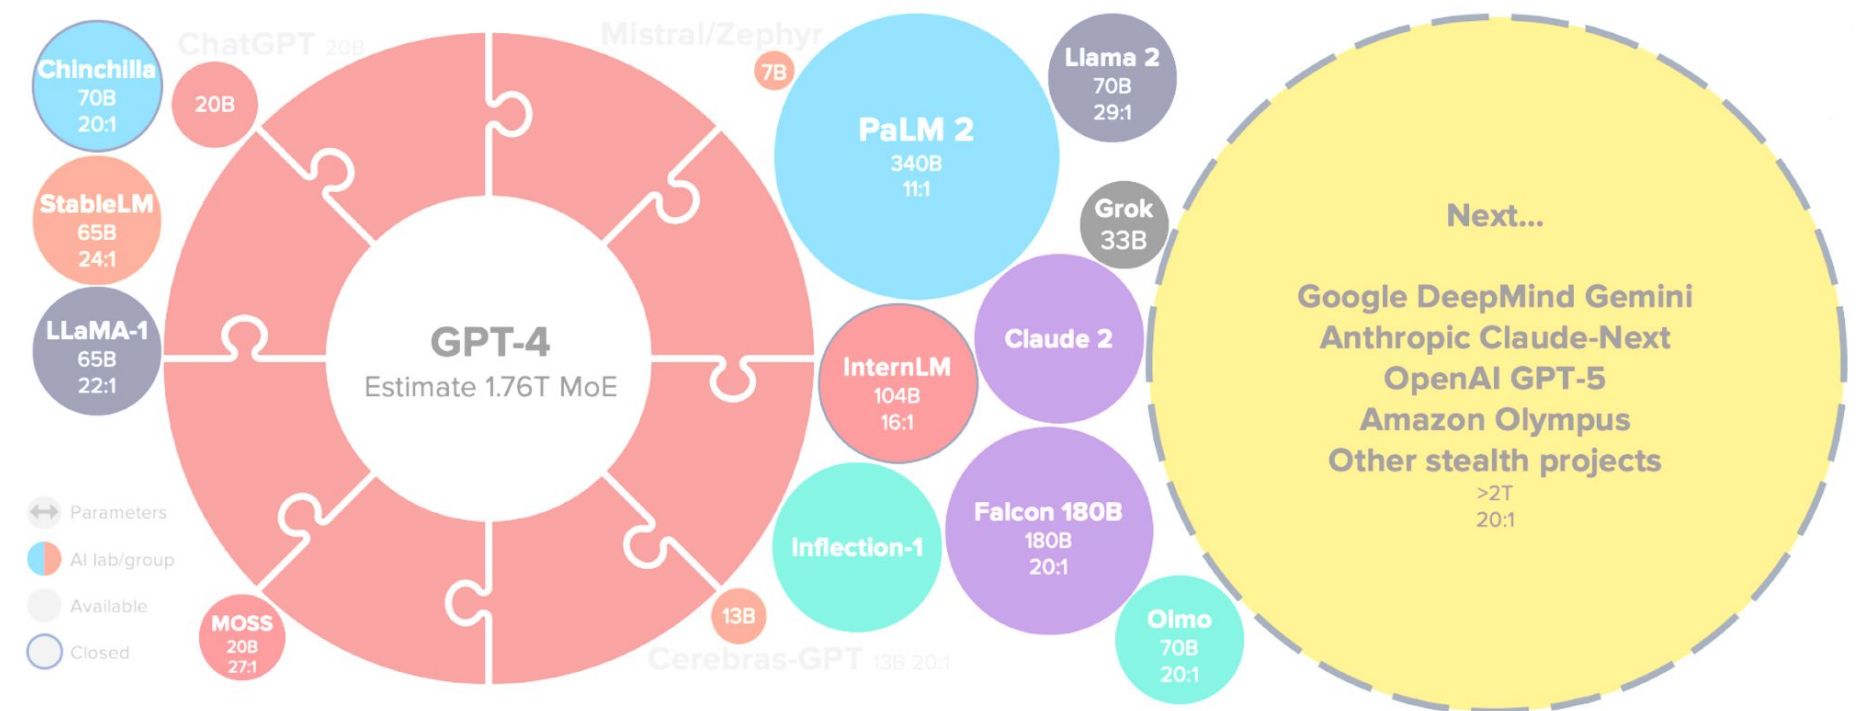 Chinchilla
70B
20:1
StableLM
65B
24:1
LLaMA-1
65B
22:1
ChatGPT 20B
20B
GPT-4
Estimate 1.76T MoE
MOSS
20B
27:1
Mistral/Zephyr
7B
PaLM 2
340B
11:1
Llama 2
70B
29:1
Grok
33B
Claude 2
InternLM
104B
16:1
Inflection-1
Falcon 180B
180B
20:1
13B
Cerebras-GPT 13B 20:1
Olmo
70B
20:1
Next...
Google DeepMind Gemini
Anthropic Claude-Next
OpenAI GPT-5
Amazon Olympus
Other stealth projects
>2T
20:1
Parameters
AI lab/group
Available
Closed